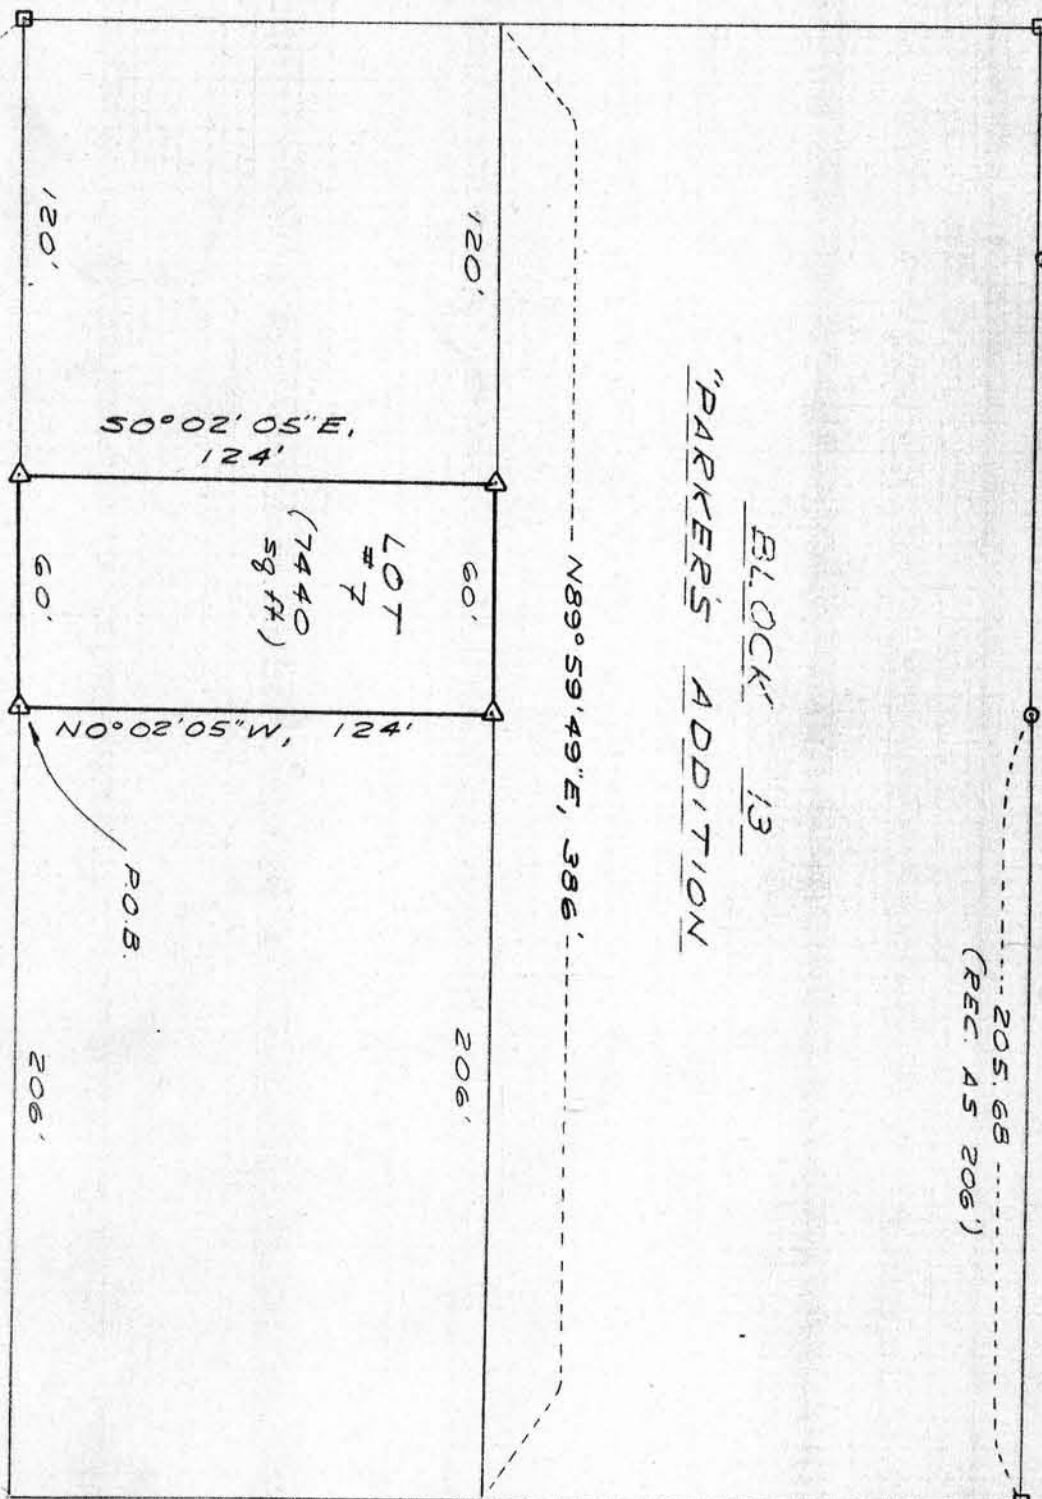 205.68
(REC. AS 206')
BLOCK 13
"PARKER'S ADDITION
N89°59'49"E, 386'
120'
60'
206'
LOT
#7
(7440
sq. ft.)
S0°02'05"E,
124'
N0°02'05"W, 124'
P.O.B.
120'
60'
206'